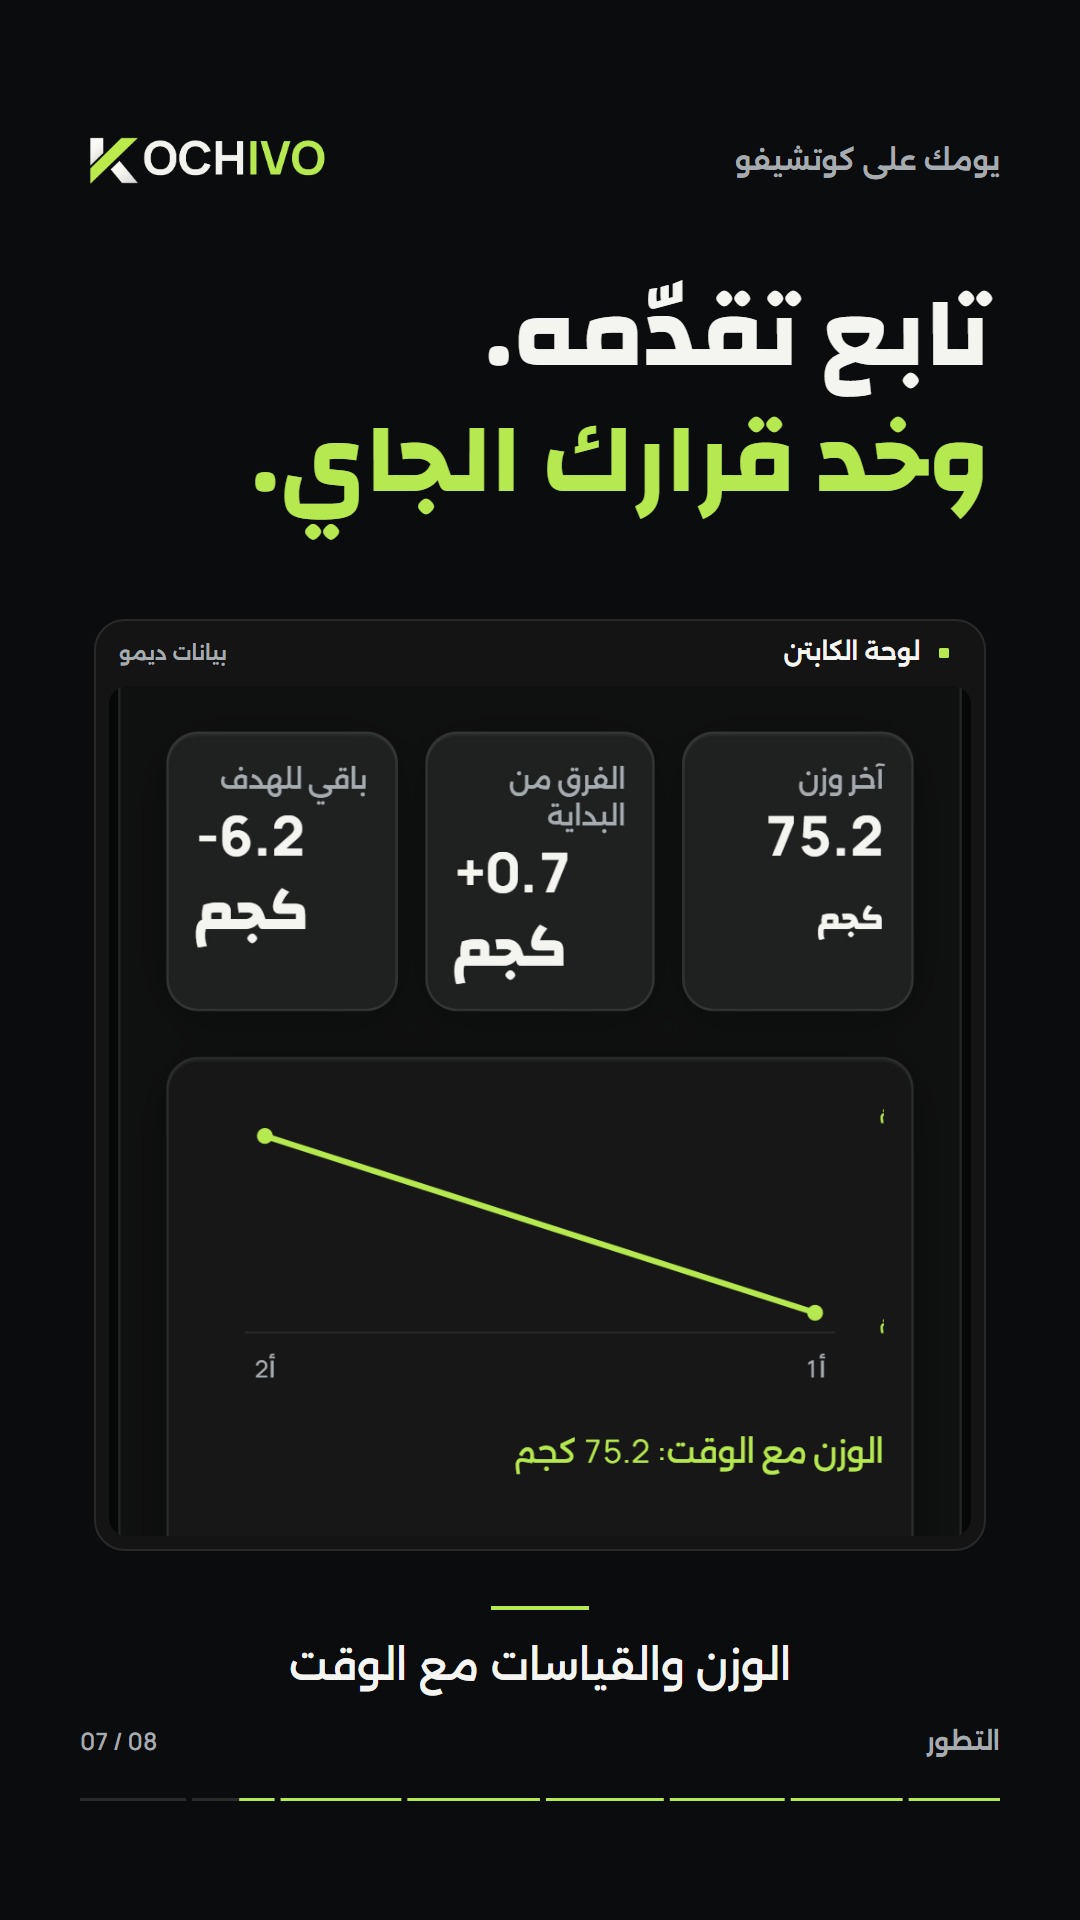 KOCHIVO
يومك على كوتشيفو
تابع تقدّمه.
وخد قرارك الجاي.
لوحة الكابتن
بيانات ديمو
آخر وزن
75.2
كجم
الفرق من
البداية
+0.7
كجم
باقي للهدف
-6.2
كجم
أ1
أ2
الوزن مع الوقت: 75.2 كجم
الوزن والقياسات مع الوقت
التطور
07 / 08